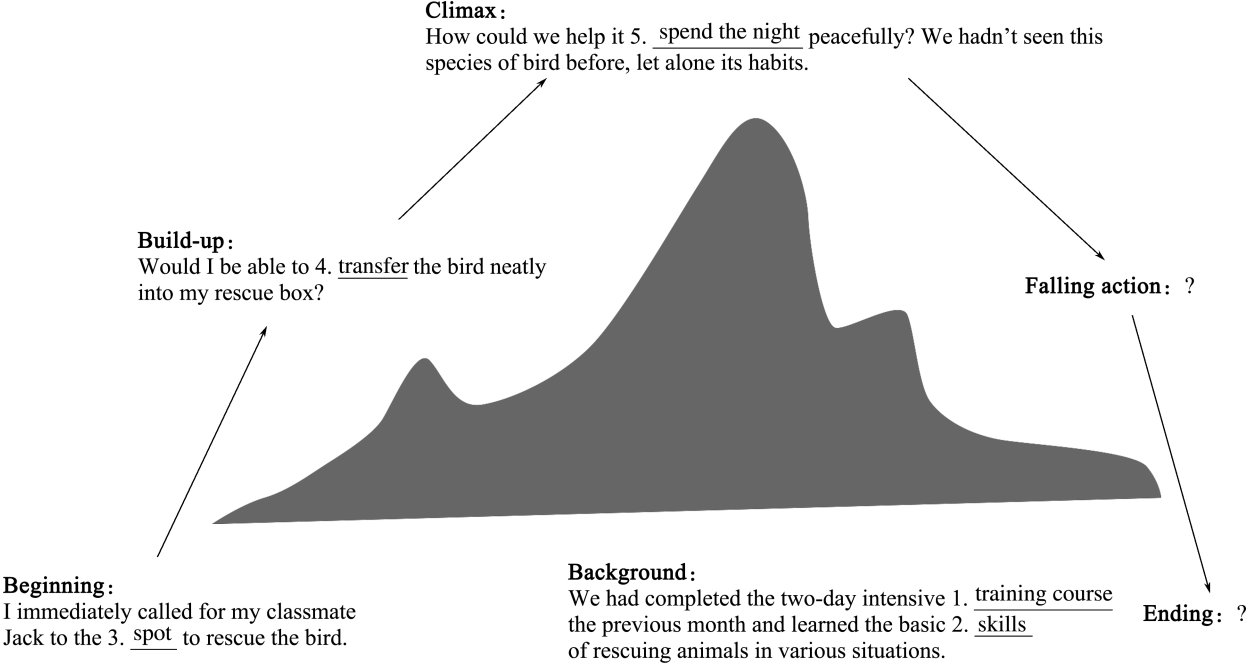 Climax：
How could we help it 5. spend the night peacefully? We hadn't seen this
species of bird before, let alone its habits.
Build-up：
Would I be able to 4. transfer the bird neatly
into my rescue box?
Falling action：?
Beginning：
I immediately called for my classmate
Jack to the 3. spot to rescue the bird.
Background：
We had completed the two-day intensive 1. training course
the previous month and learned the basic 2. skills
of rescuing animals in various situations.
Ending：?